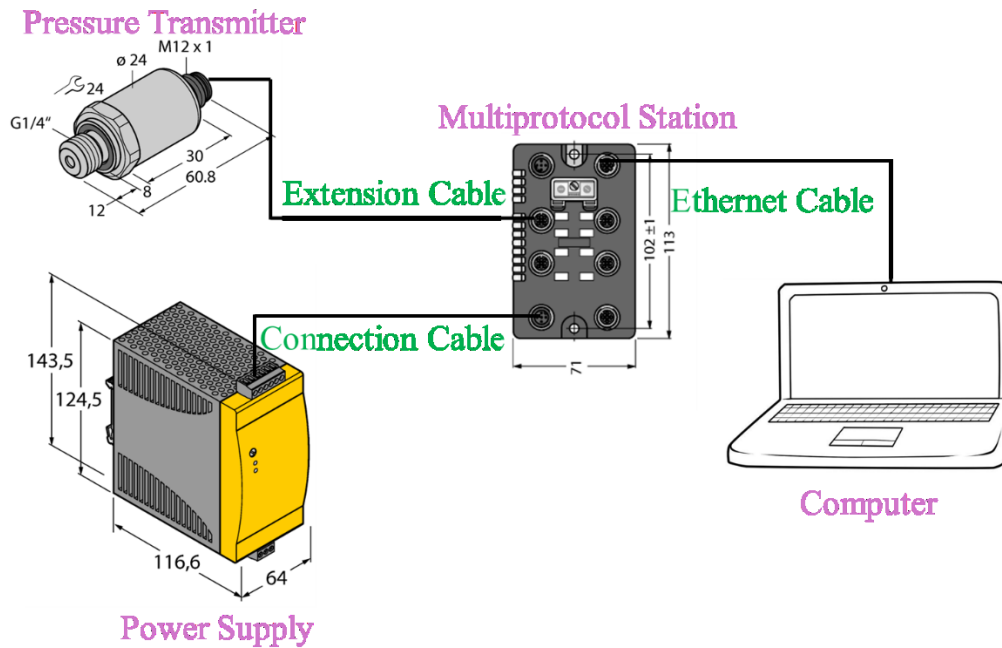 Pressure Transmitter
M12 x 1
ø 24
24
G1/4"
30
60.8
8
12
Multiprotocol Station
Extension Cable
Ethernet Cable
102 ±1
113
71
Connection Cable
143,5
124,5
116,6
64
Power Supply
Computer